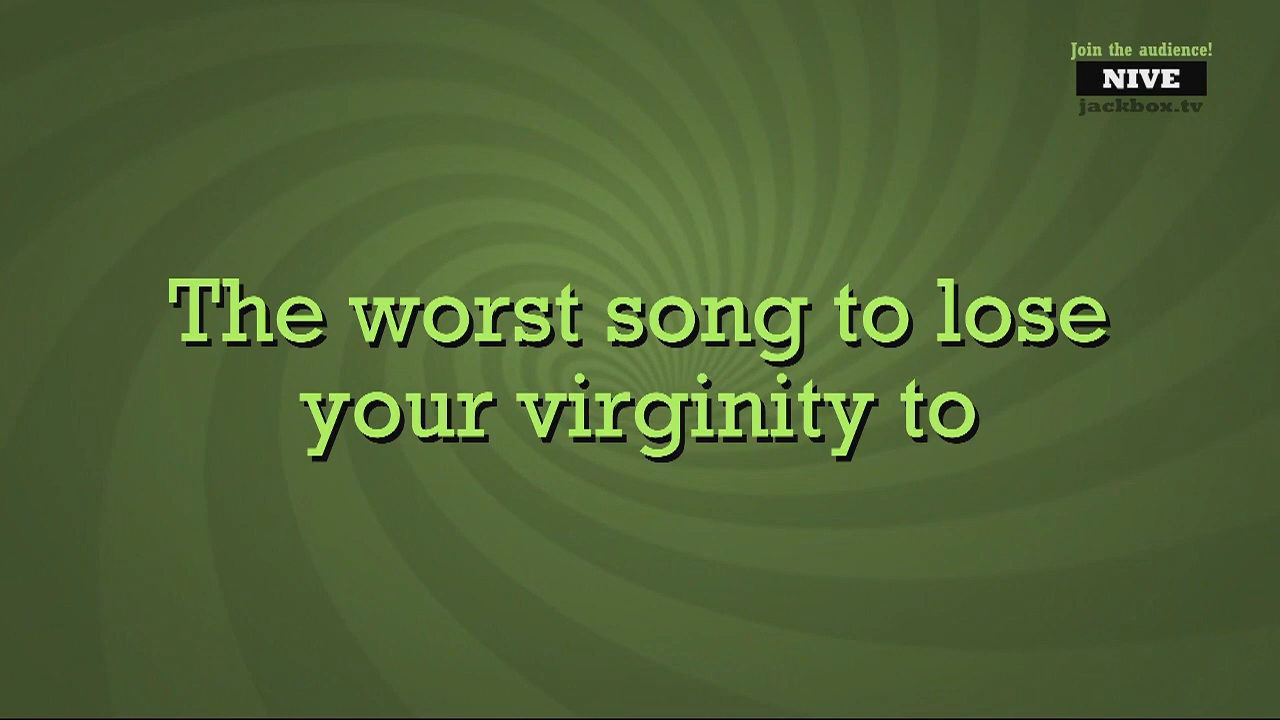 Join the audience!
NIVE
jackbox.tv
The worst song to lose
your virginity to